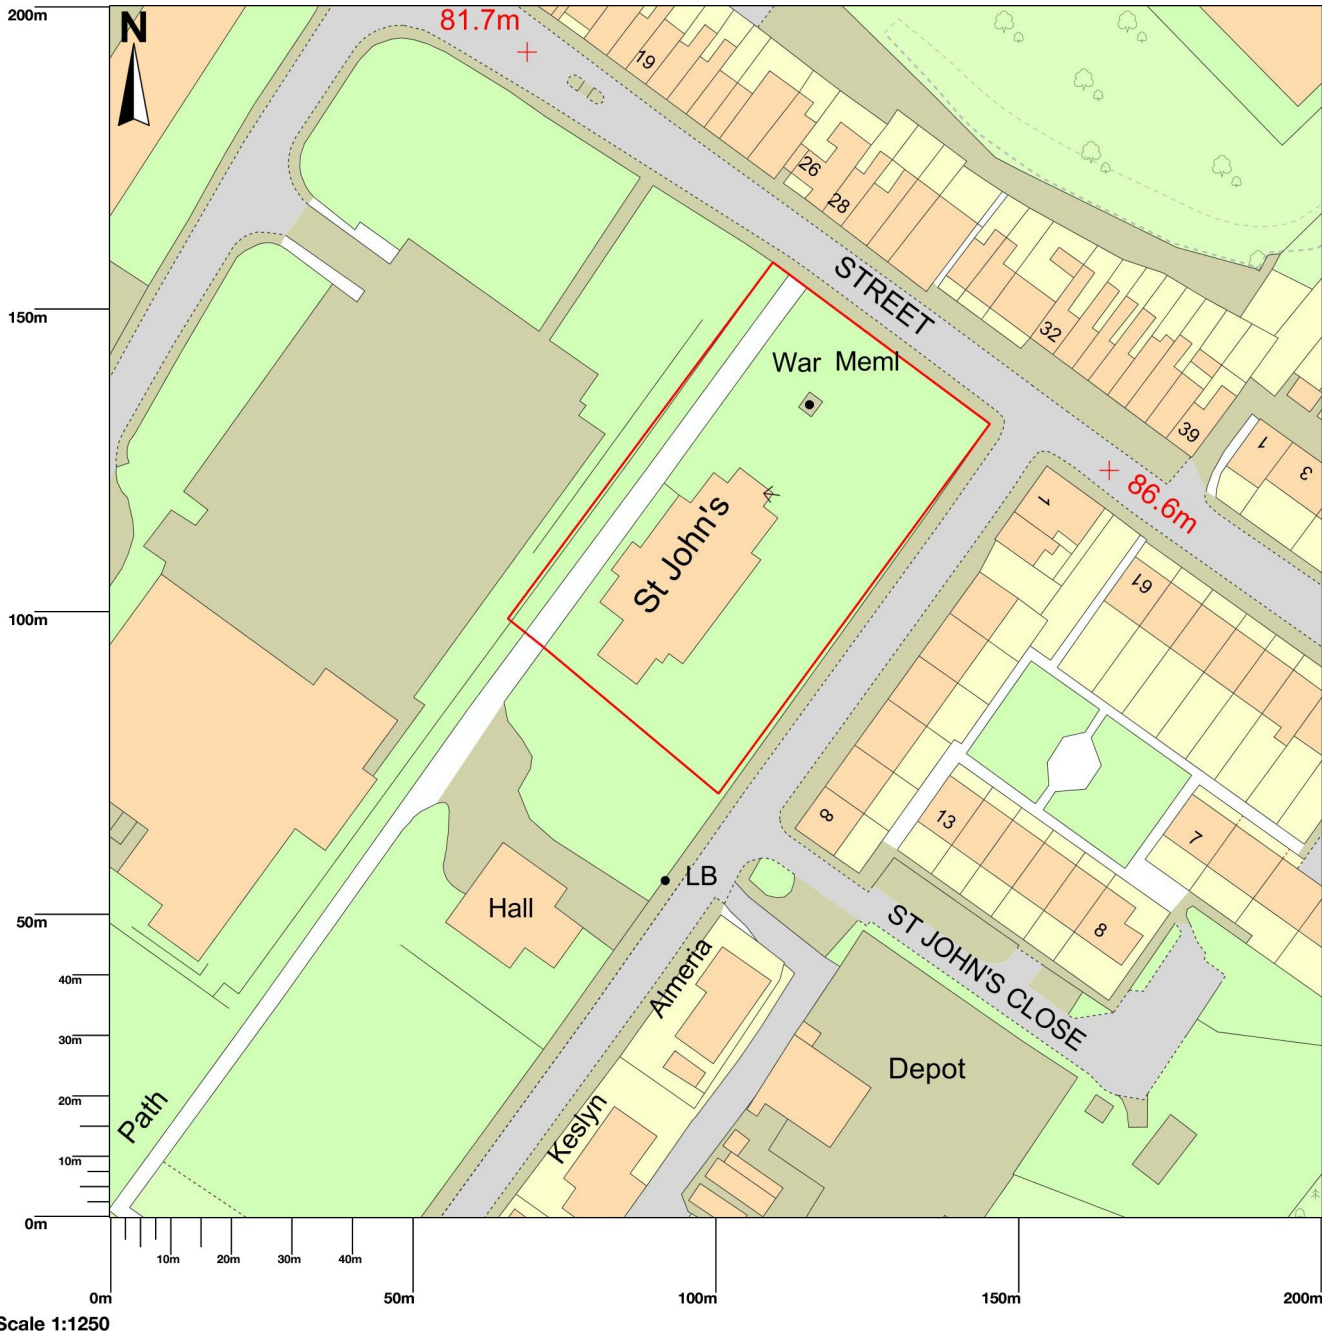 200m
N
81.7m
19
26
28
STREET
150m
32
War Meml
39
1
3
86.6m
1
St John's
61
100m
8
13
7
LB
50m
Hall
ST JOHN'S CLOSE
8
Almeria
40m
30m
Depot
20m
Path
Keslyn
10m
0m
10m
20m
30m
40m
0m
50m
100m
150m
200m
Scale 1:1250